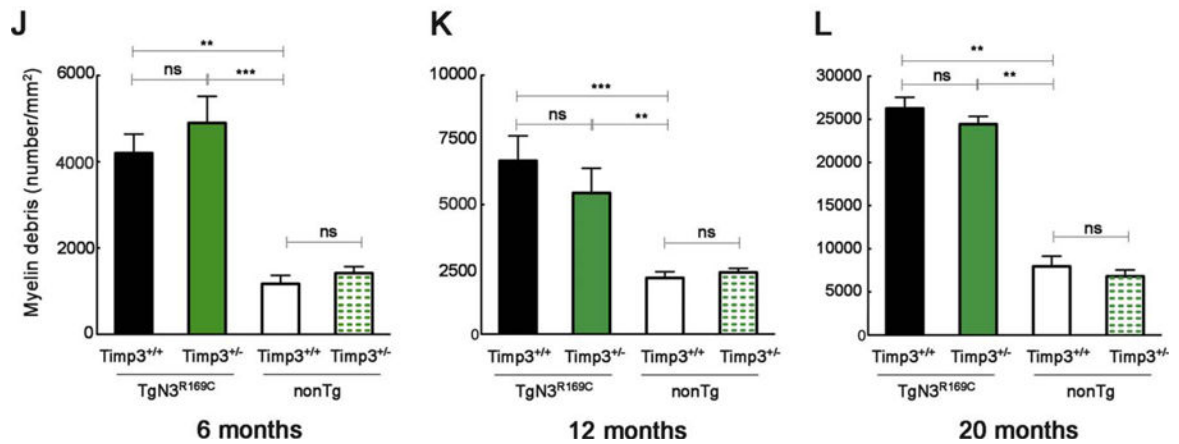 J
**
ns
***
6000
4000
2000
0
Myelin debris (number/mm²)
ns
Timp3+/+ Timp3+/- Timp3+/+ Timp3+/-
TgN3R169C nonTg
6 months
K
***
ns
**
10000
7500
5000
2500
0
ns
Timp3+/+ Timp3+/- Timp3+/+ Timp3+/-
TgN3R169C nonTg
12 months
L
**
ns
**
30000
25000
20000
15000
10000
5000
0
ns
Timp3+/+ Timp3+/- Timp3+/+ Timp3+/-
TgN3R169C nonTg
20 months